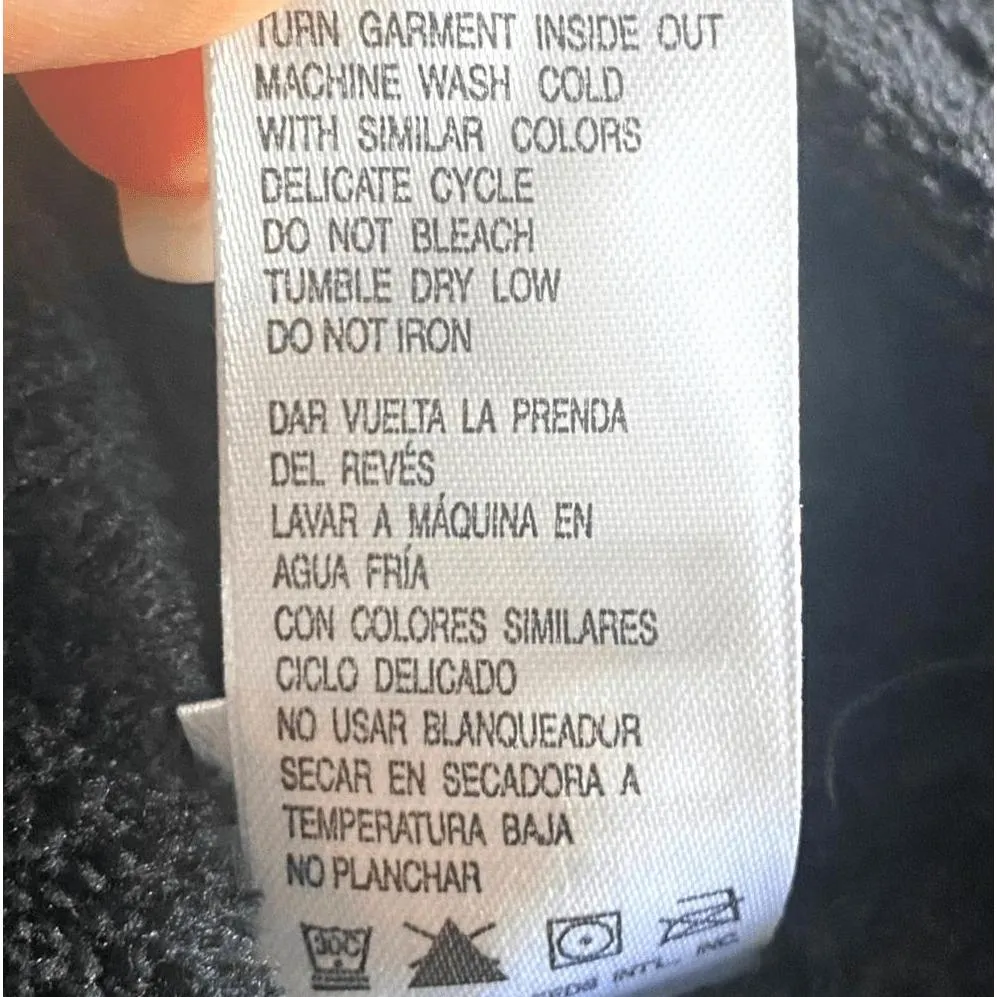 TURN GARMENT INSIDE OUT
MACHINE WASH COLD
WITH SIMILAR COLORS
DELICATE CYCLE
DO NOT BLEACH
TUMBLE DRY LOW
DO NOT IRON
DAR VUELTA LA PRENDA
DEL REVÉS
LAVAR A MÁQUINA EN
AGUA FRÍA
CON COLORES SIMILARES
CICLO DELICADO
NO USAR BLANQUEADOR
SECAR EN SECADORA A
TEMPERATURA BAJA
NO PLANCHAR
30C
INT'L., INC.